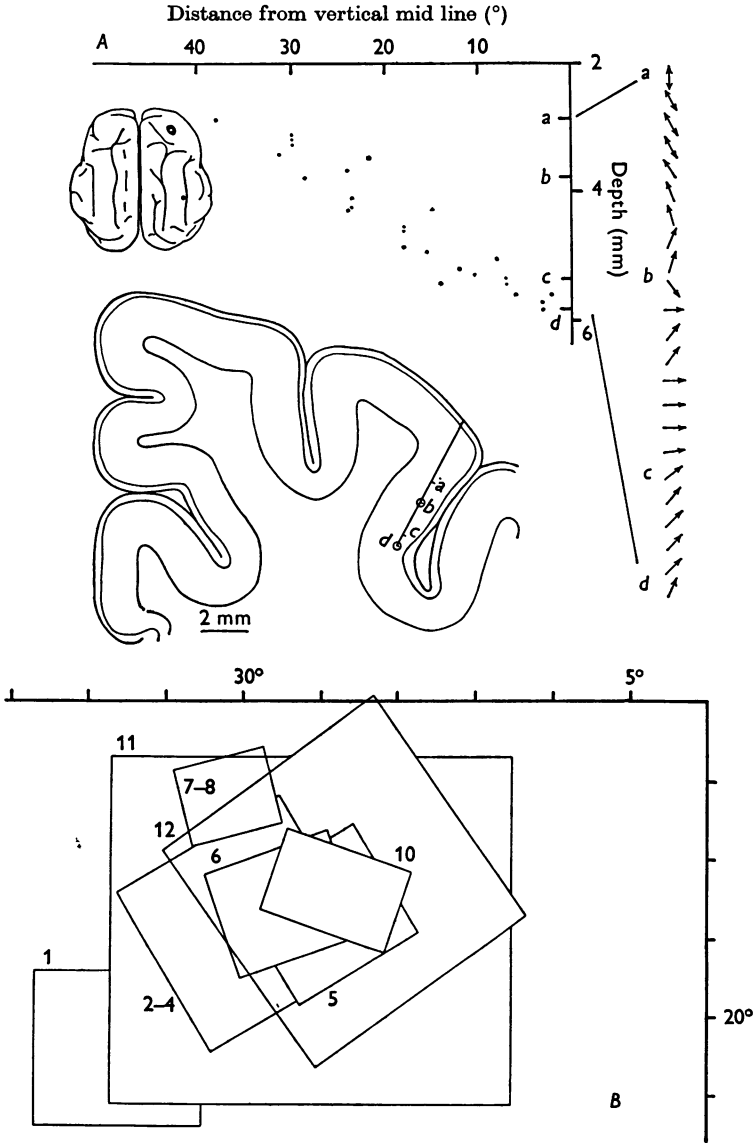 Distance from vertical mid line (°)
A 40 30 20 10 2
a
a
b 4
Depth (mm)
c b
d 6
a
b
c c
d
d
2 mm
30° 5°
11
7–8
12
6 10
1
2–4 5
20°
B